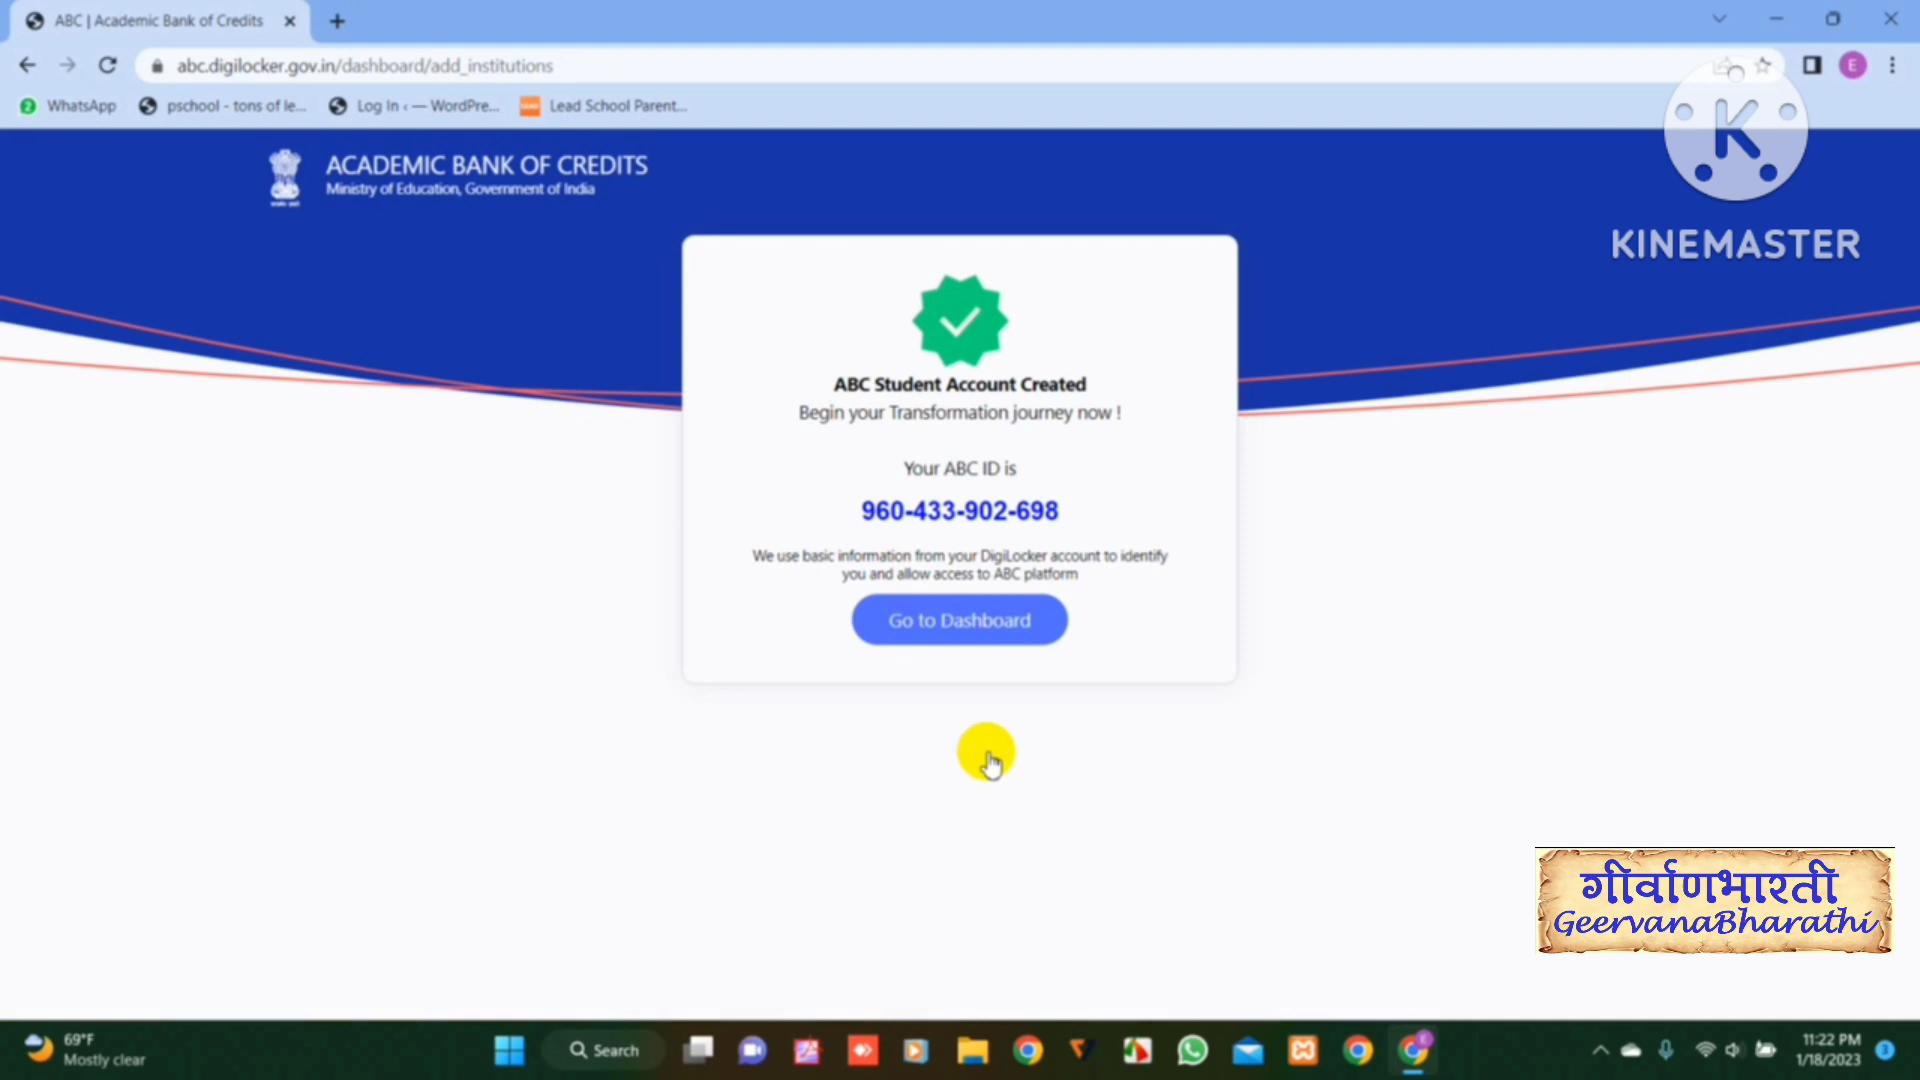 ABC | Academic Bank of Credits
abc.digilocker.gov.in/dashboard/add_institutions
E
2 WhatsApp pschool - tons of le... Log In ‹ — WordPre... Lead School Parent...
ACADEMIC BANK OF CREDITS
Ministry of Education, Government of India
K
KINEMASTER
ABC Student Account Created
Begin your Transformation journey now !
Your ABC ID is
960-433-902-698
We use basic information from your DigiLocker account to identify
you and allow access to ABC platform
Go to Dashboard
गीर्वाणभारती
GeervanaBharathi
69°F
Mostly clear
Search
E
11:22 PM
1/18/2023
3